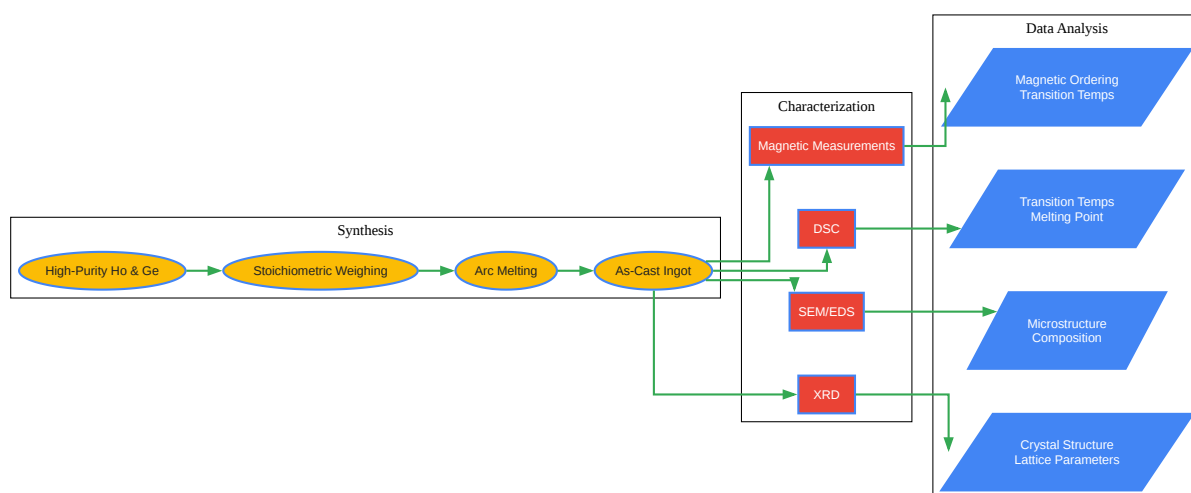 Synthesis
High-Purity Ho & Ge
Stoichiometric Weighing
Arc Melting
As-Cast Ingot
Characterization
Magnetic Measurements
DSC
SEM/EDS
XRD
Data Analysis
Magnetic Ordering
Transition Temps
Transition Temps
Melting Point
Microstructure
Composition
Crystal Structure
Lattice Parameters